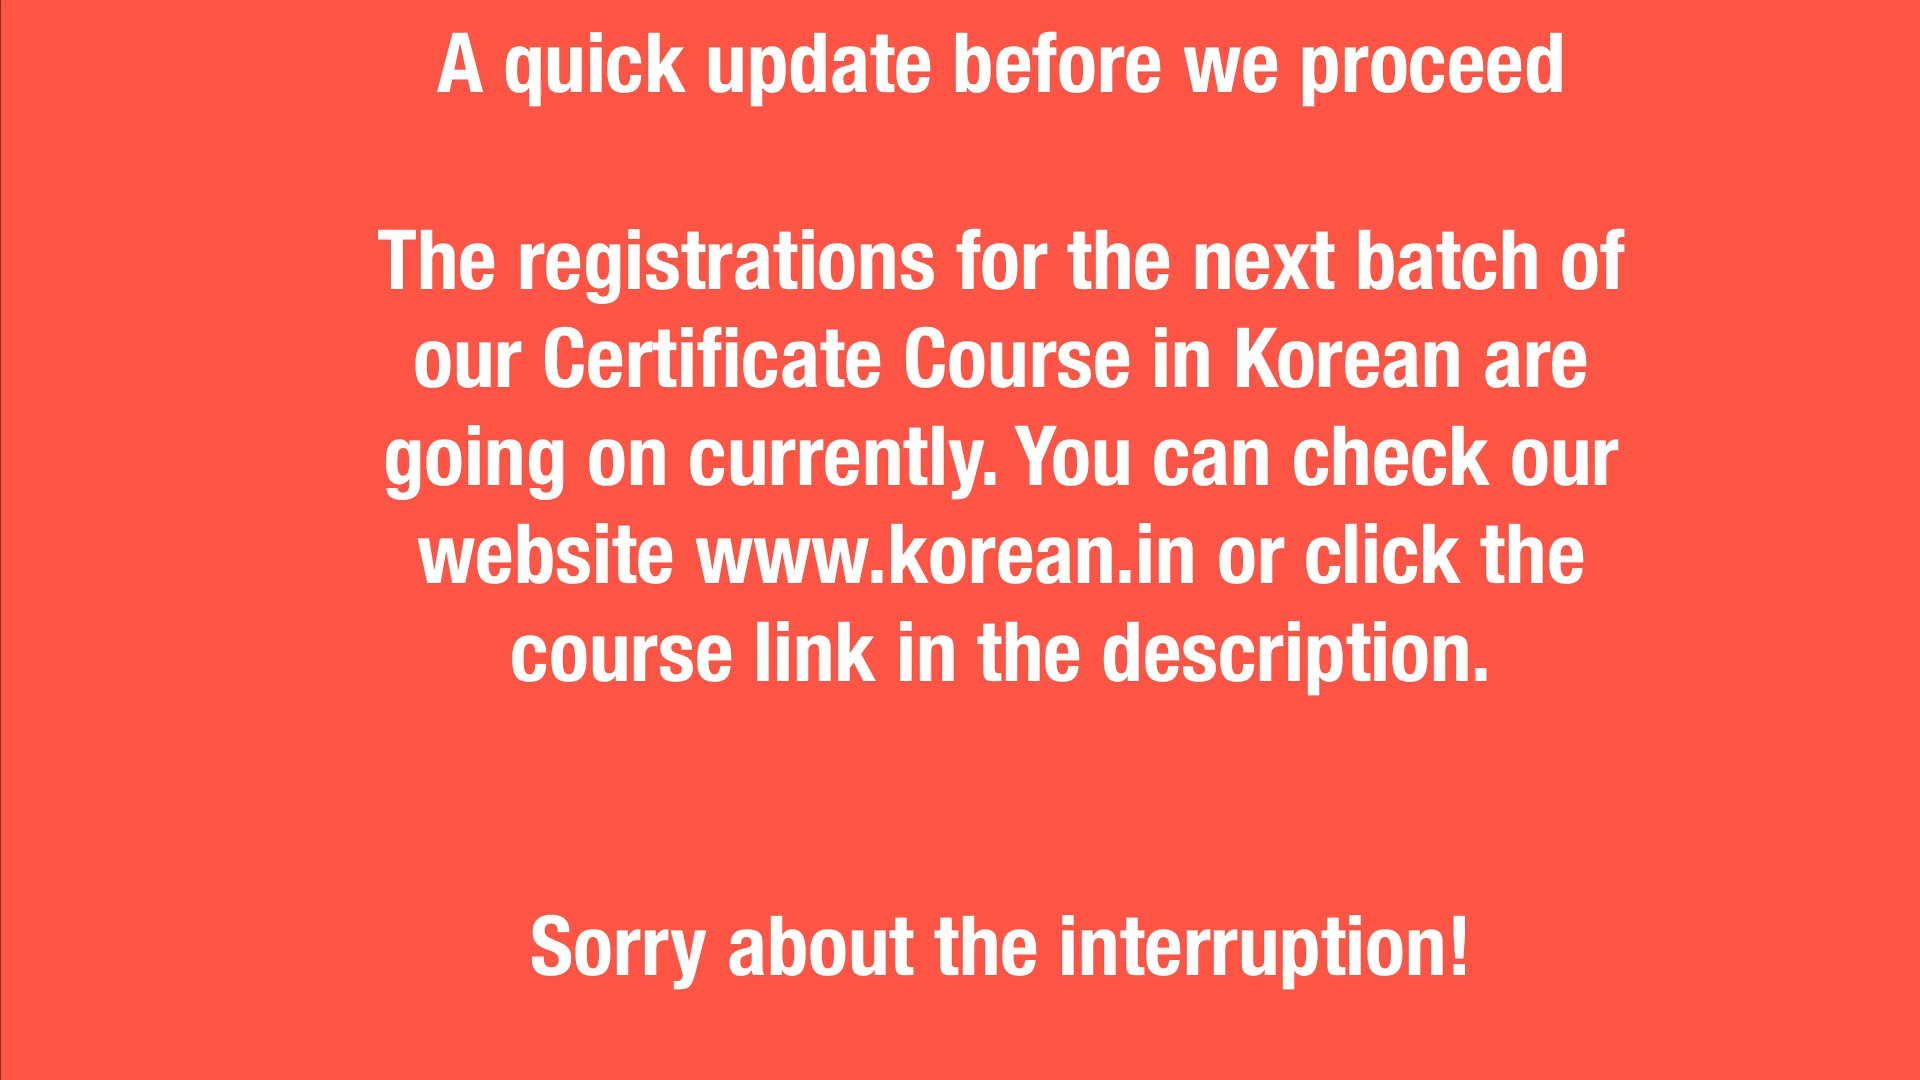 A quick update before we proceed
The registrations for the next batch of
our Certificate Course in Korean are
going on currently. You can check our
website www.korean.in or click the
course link in the description.
Sorry about the interruption!